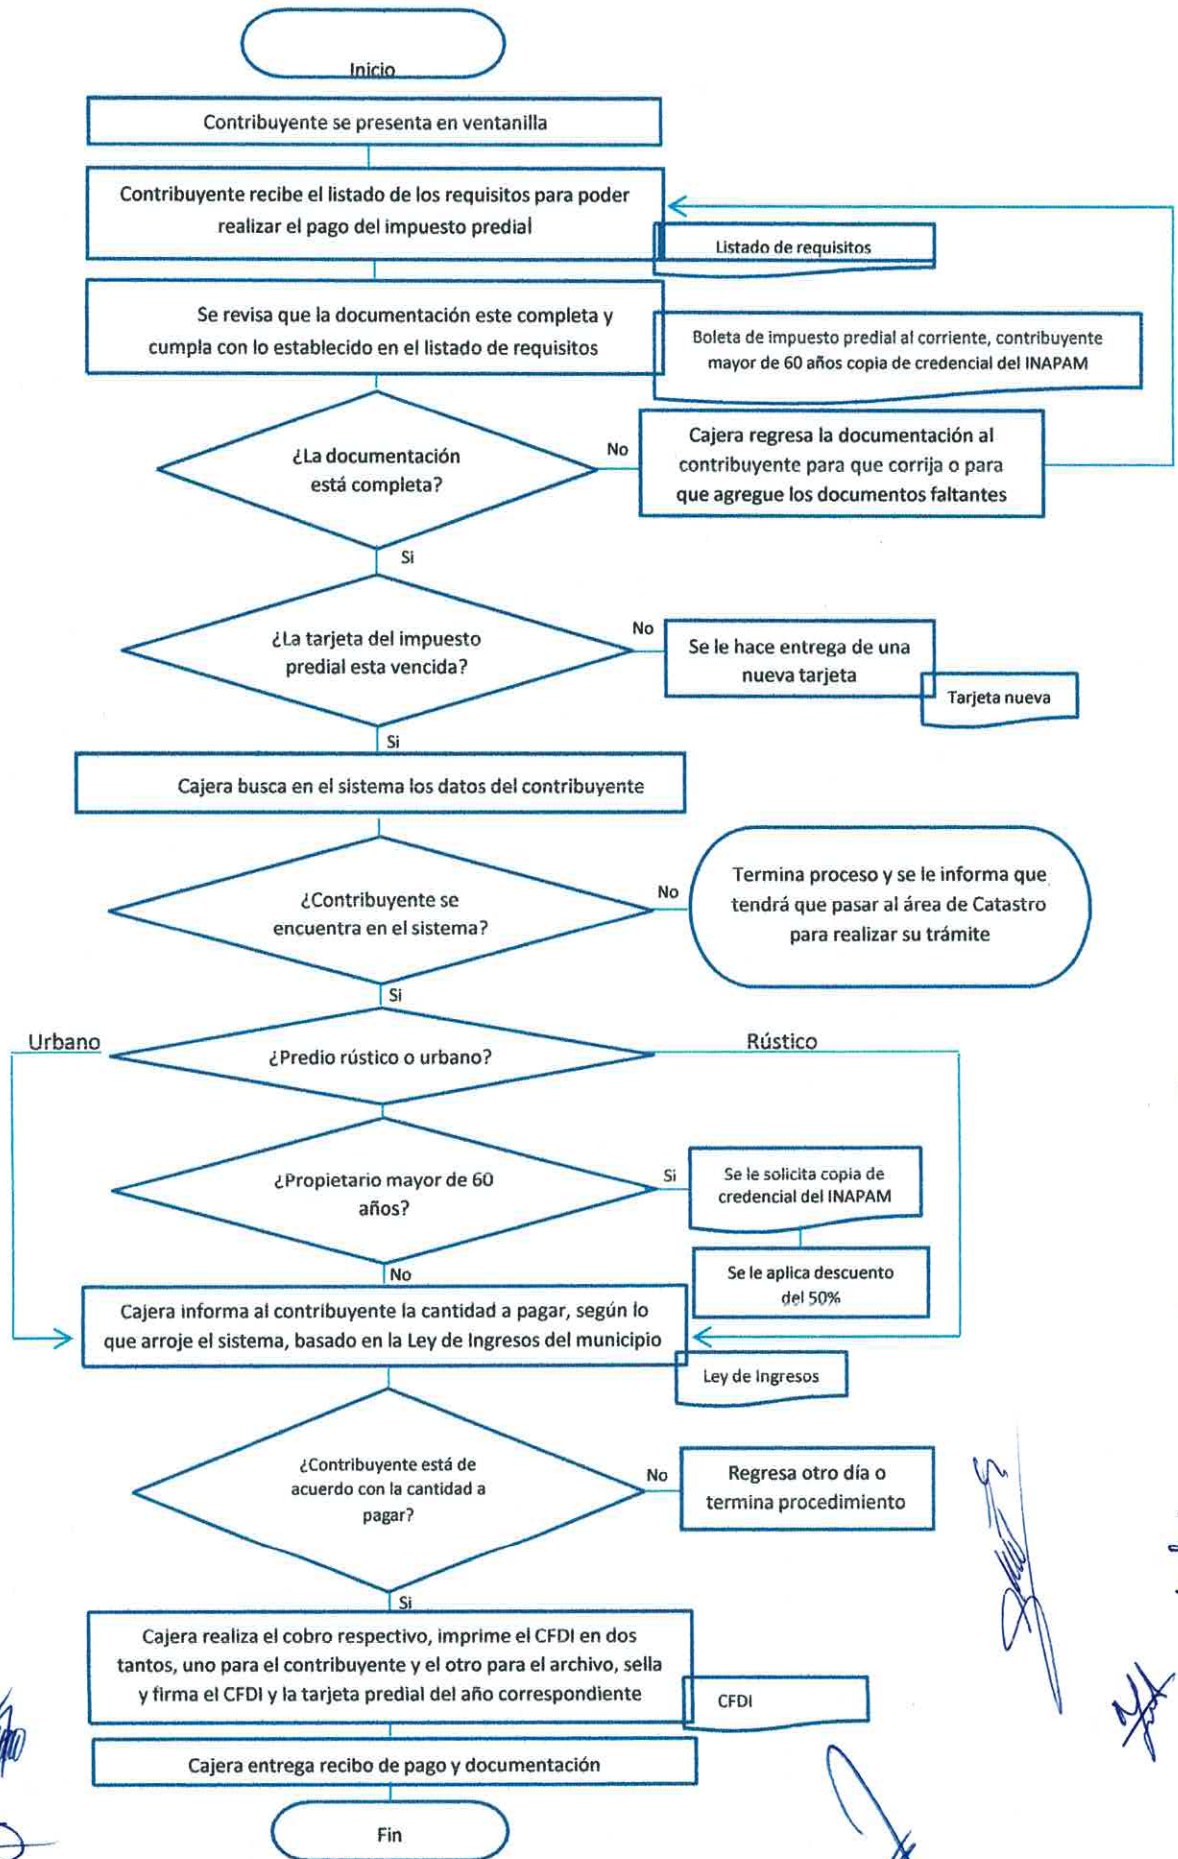 Inicio
Contribuyente se presenta en ventanilla
Contribuyente recibe el listado de los requisitos para poder
realizar el pago del impuesto predial
Listado de requisitos
Se revisa que la documentación este completa y
cumpla con lo establecido en el listado de requisitos
Boleta de impuesto predial al corriente, contribuyente
mayor de 60 años copia de credencial del INAPAM
¿La documentación
está completa?
No
Cajera regresa la documentación al
contribuyente para que corrija o para
que agregue los documentos faltantes
Si
¿La tarjeta del impuesto
predial esta vencida?
No
Se le hace entrega de una
nueva tarjeta
Tarjeta nueva
Si
Cajera busca en el sistema los datos del contribuyente
¿Contribuyente se
encuentra en el sistema?
No
Termina proceso y se le informa que
tendrá que pasar al área de Catastro
para realizar su trámite
Si
Urbano
¿Predio rústico o urbano?
Rústico
¿Propietario mayor de 60
años?
Si
Se le solicita copia de
credencial del INAPAM
Se le aplica descuento
del 50%
No
Cajera informa al contribuyente la cantidad a pagar, según lo
que arroje el sistema, basado en la Ley de Ingresos del municipio
Ley de Ingresos
¿Contribuyente está de
acuerdo con la cantidad a
pagar?
No
Regresa otro día o
termina procedimiento
Si
Cajera realiza el cobro respectivo, imprime el CFDI en dos
tantos, uno para el contribuyente y el otro para el archivo, sella
y firma el CFDI y la tarjeta predial del año correspondiente
CFDI
Cajera entrega recibo de pago y documentación
Fin